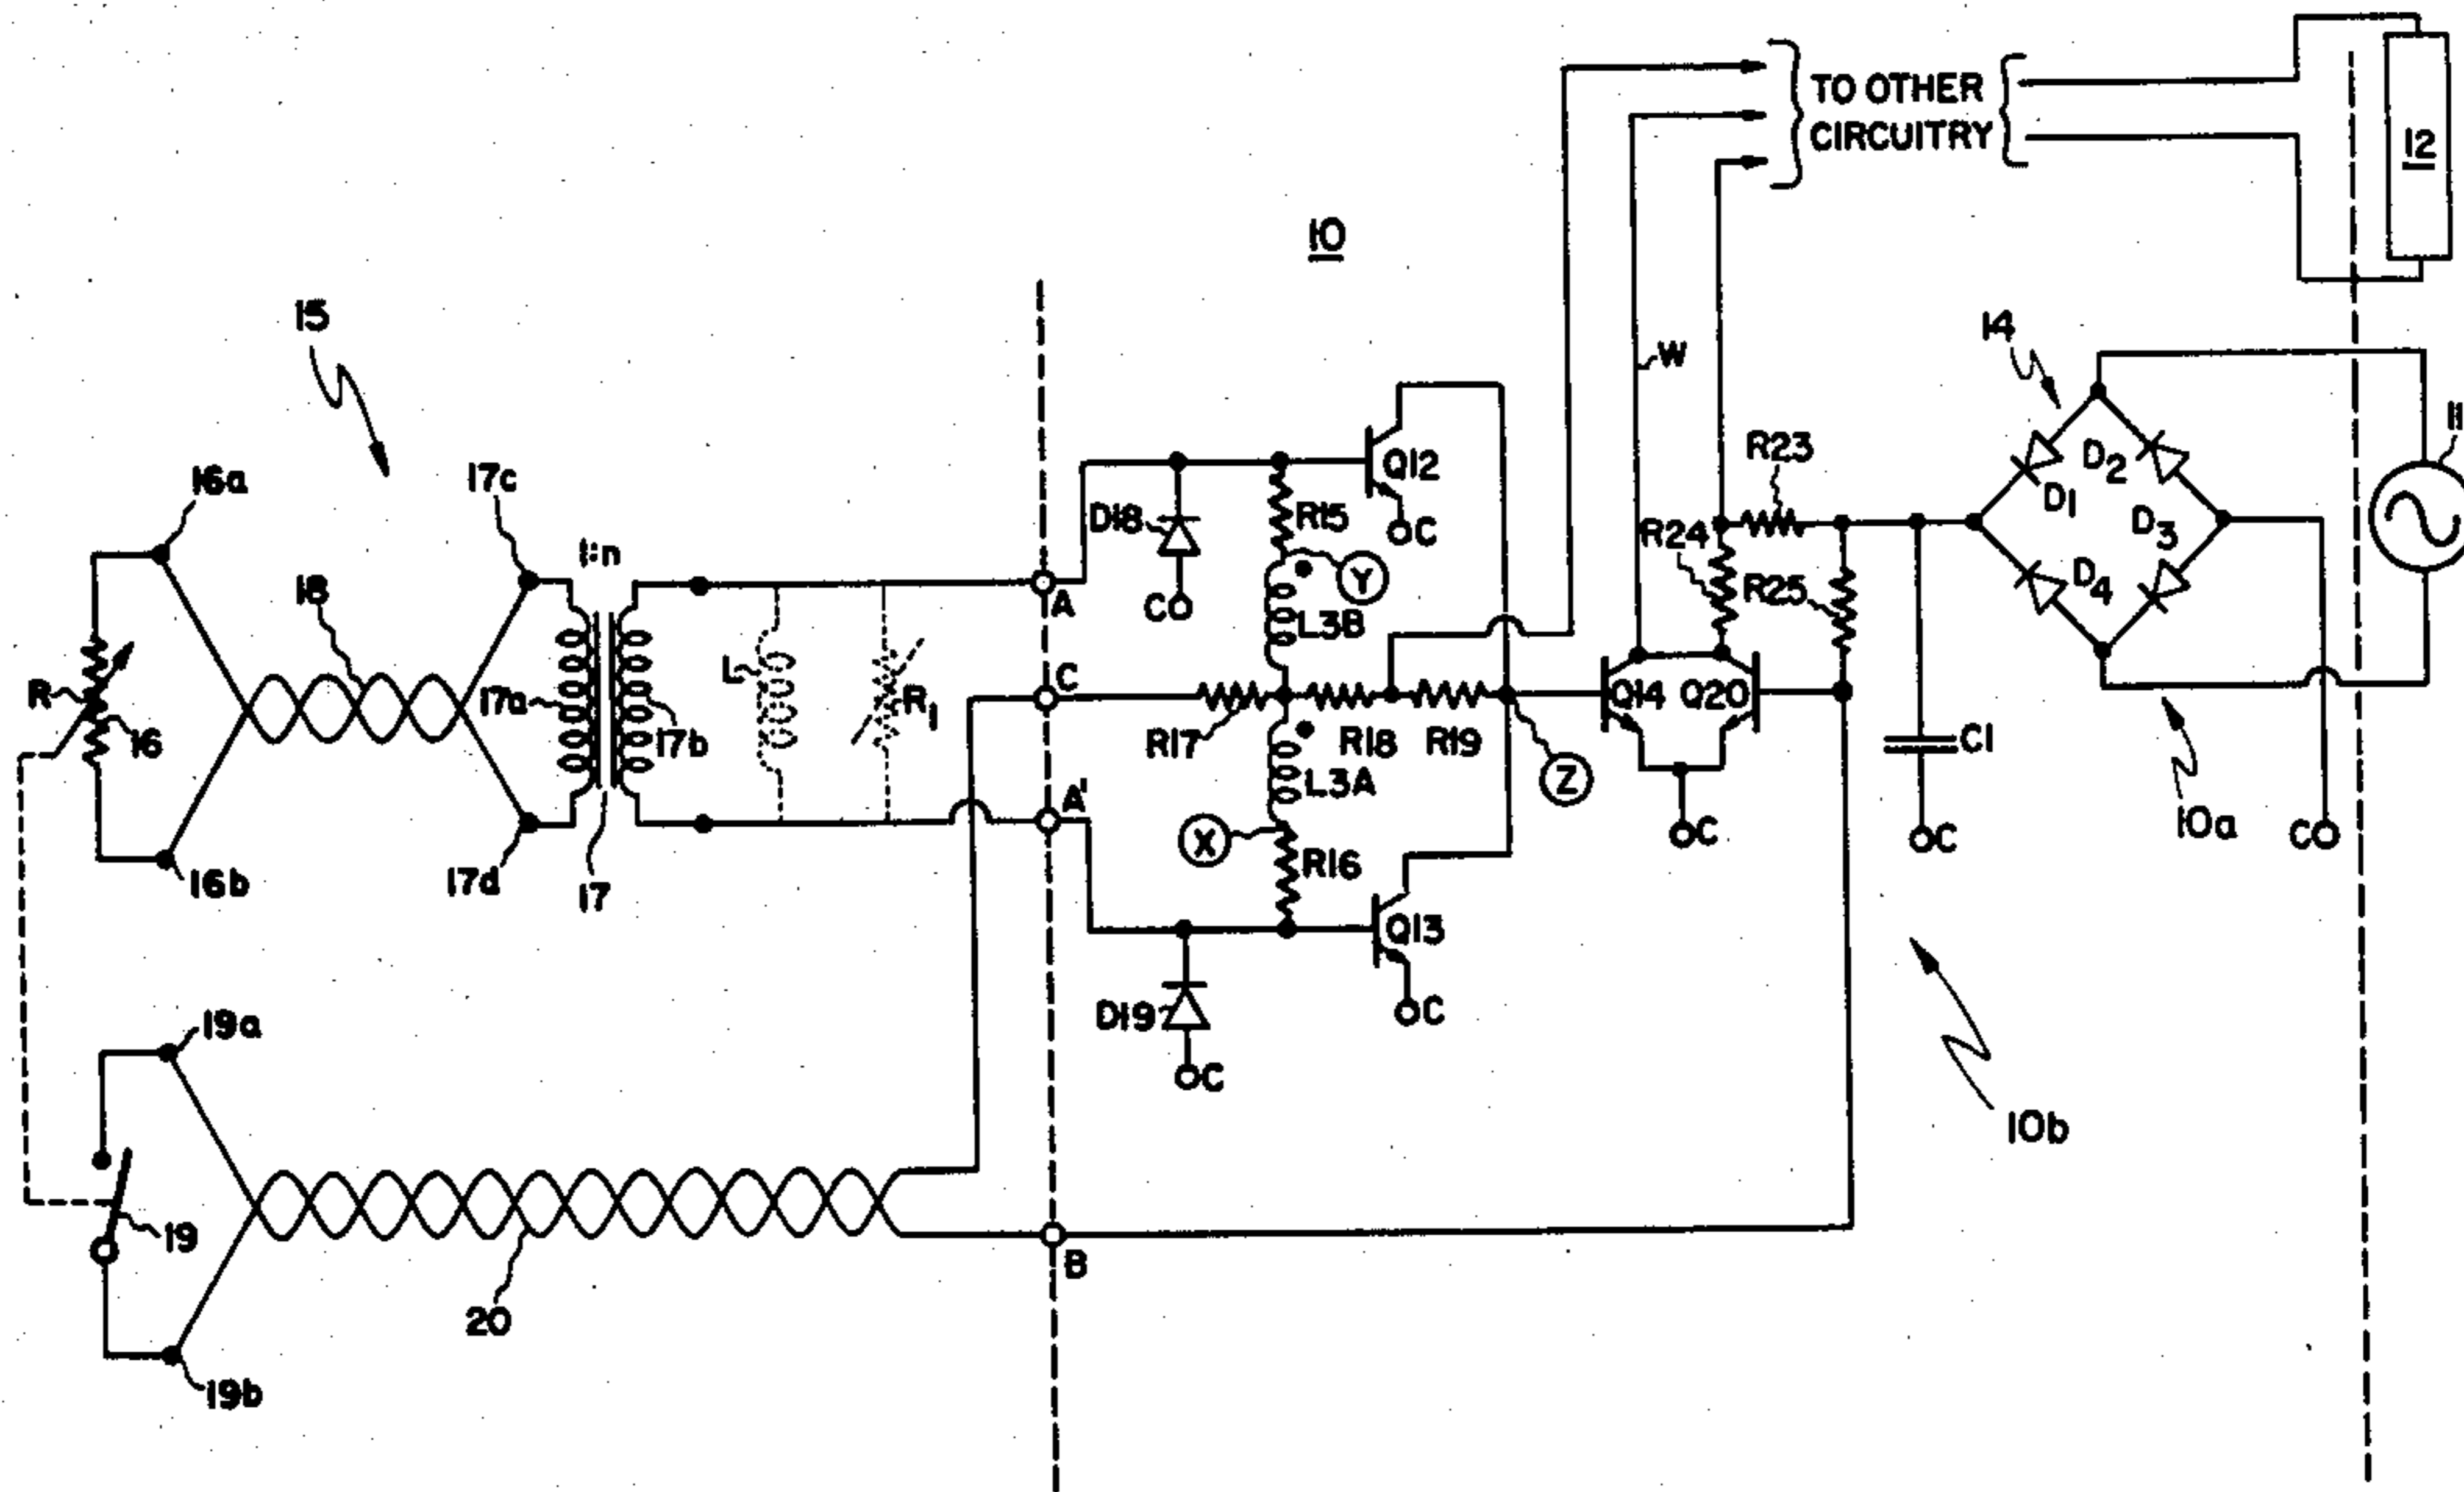 TO OTHER
CIRCUITRY
12
10
15
14
W
11
16a
17c
Q12
R23
D2
D1
D18
R15
C
R24
D3
1:n
18
Y
D4
A
CO
L3B
R25
L
C
R
17a
R1
Q14
Q20
16
17b
R17
R18
R19
C1
Z
L3A
A'
X
C
C
10a
C
16b
17d
17
R16
Q13
D19
C
19a
C
10b
19
B
20
19b